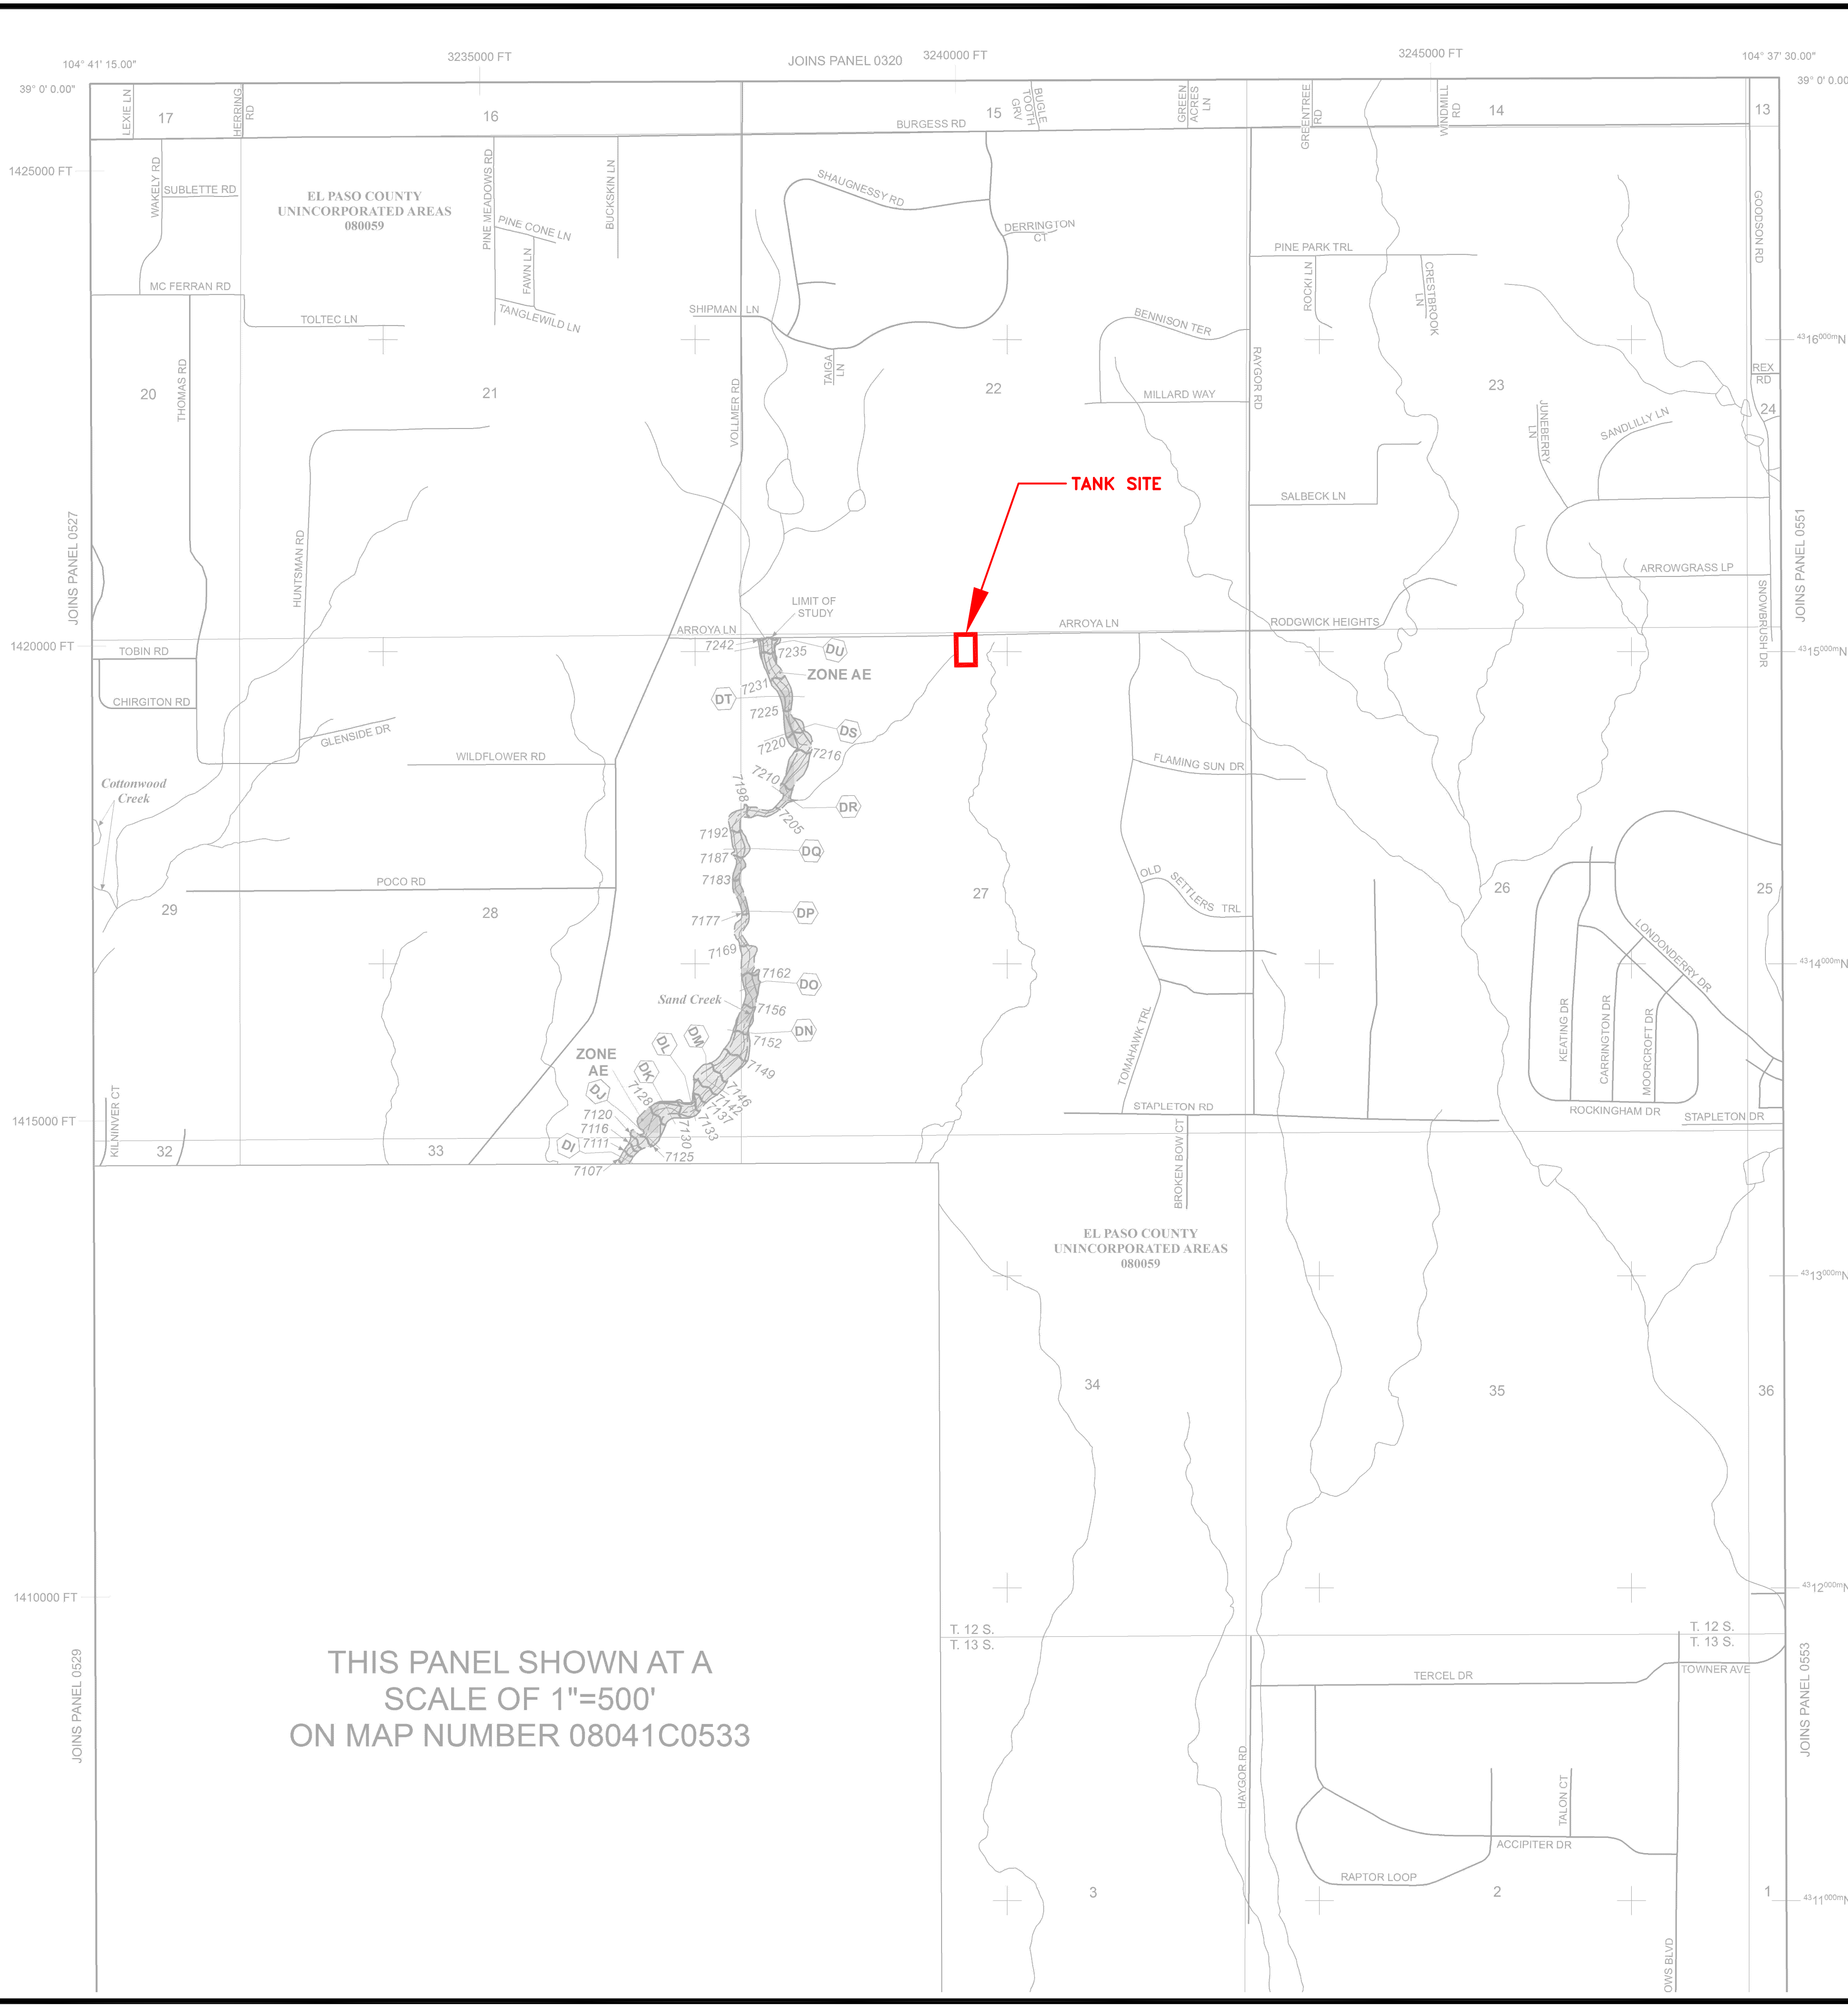 3235000 FT
JOINS PANEL 0320
3240000 FT
3245000 FT
104° 41' 15.00"
104° 37' 30.00"
39° 0' 0.00"
39° 0' 0.00"
LEXIE LN
17
HERRING
RD
16
15
BUGLE
TOOTH
GRV
GREEN
ACRES
LN
GREENTREE
RD
WINDMILL
RD
14
13
BURGESS RD
1425000 FT
WAKELY RD
SUBLETTE RD
EL PASO COUNTY
UNINCORPORATED AREAS
080059
PINE MEADOWS RD
PINE CONE LN
FAWN LN
TANGLEWILD LN
BUCKSKIN LN
SHAUGNESSY RD
DERRINGTON
CT
PINE PARK TRL
ROCKI LN
CRESTBROOK
LN
GOODSON RD
MC FERRAN RD
TOLTEC LN
SHIPMAN LN
TAIGA
LN
BENNISON TER
4316000mN
REX
RD
THOMAS RD
20
21
VOLLMER RD
22
MILLARD WAY
RAYGOR RD
23
24
JUNEBERRY
LN
SANDLILLY LN
TANK SITE
SALBECK LN
JOINS PANEL 0527
HUNTSMAN RD
JOINS PANEL 0551
ARROWGRASS LP
SNOWBRUSH DR
LIMIT OF
STUDY
ARROYA LN
ARROYA LN
RODGWICK HEIGHTS
1420000 FT
TOBIN RD
7242
7235
DU
4315000mN
ZONE AE
7231
DT
7225
CHIRGITON RD
GLENSIDE DR
DS
7220
7216
WILDFLOWER RD
FLAMING SUN DR
7210
7198
Cottonwood
Creek
DR
7205
7192
DQ
7187
7183
OLD SETTLERS TRL
POCO RD
29
28
27
26
25
7177
DP
7169
LONDONDERRY DR
7162
DO
4314000mN
Sand Creek
7156
DN
7152
DM
DL
KEATING DR
CARRINGTON DR
MOORCROFT DR
TOMAHAWK TRL
ZONE
AE
7149
DK
DJ
7128
7146
7142
7137
7133
7130
STAPLETON RD
ROCKINGHAM DR
STAPLETON DR
1415000 FT
KILNINVER CT
7120
7116
7111
DI
7125
7107
32
33
BROKEN BOW CT
EL PASO COUNTY
UNINCORPORATED AREAS
080059
4313000mN
34
35
36
4312000mN
1410000 FT
T. 12 S.
T. 13 S.
T. 12 S.
T. 13 S.
JOINS PANEL 0529
THIS PANEL SHOWN AT A
SCALE OF 1"=500'
ON MAP NUMBER 08041C0533
TERCEL DR
TOWNER AVE
JOINS PANEL 0553
HAYGOR RD
TALON CT
ACCIPITER DR
RAPTOR LOOP
3
2
1
4311000mN
OWS BLVD